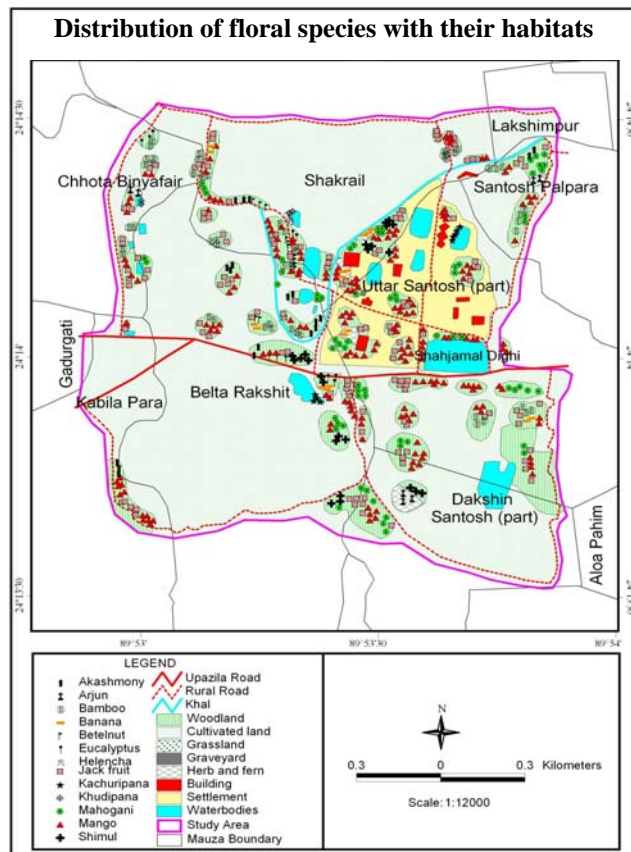 Distribution of floral species with their habitats
24°14'30
24°14'
24°13'30
Lakshimpur
Chhota Binyafair
Shakrail
Santosh Palpara
Uttar Santosh (part)
Shahjamal Dighi
Gadurgati
Belta Rakshit
Kabila Para
Dakshin
Santosh (part)
Aloa Pahim
89°53'
89°53'30
89°54'
LEGEND
Akashmony
Arjun
Bamboo
Banana
Betelnut
Eucalyptus
Helencha
Jack fruit
Kachuripana
Khudipana
Mahogani
Mango
Shimul
Upazila Road
Rural Road
Khal
Woodland
Cultivated land
Grassland
Graveyard
Herb and fern
Building
Settlement
Waterbodies
Study Area
Mauza Boundary
N
0.3 0 0.3 Kilometers
Scale: 1:12000